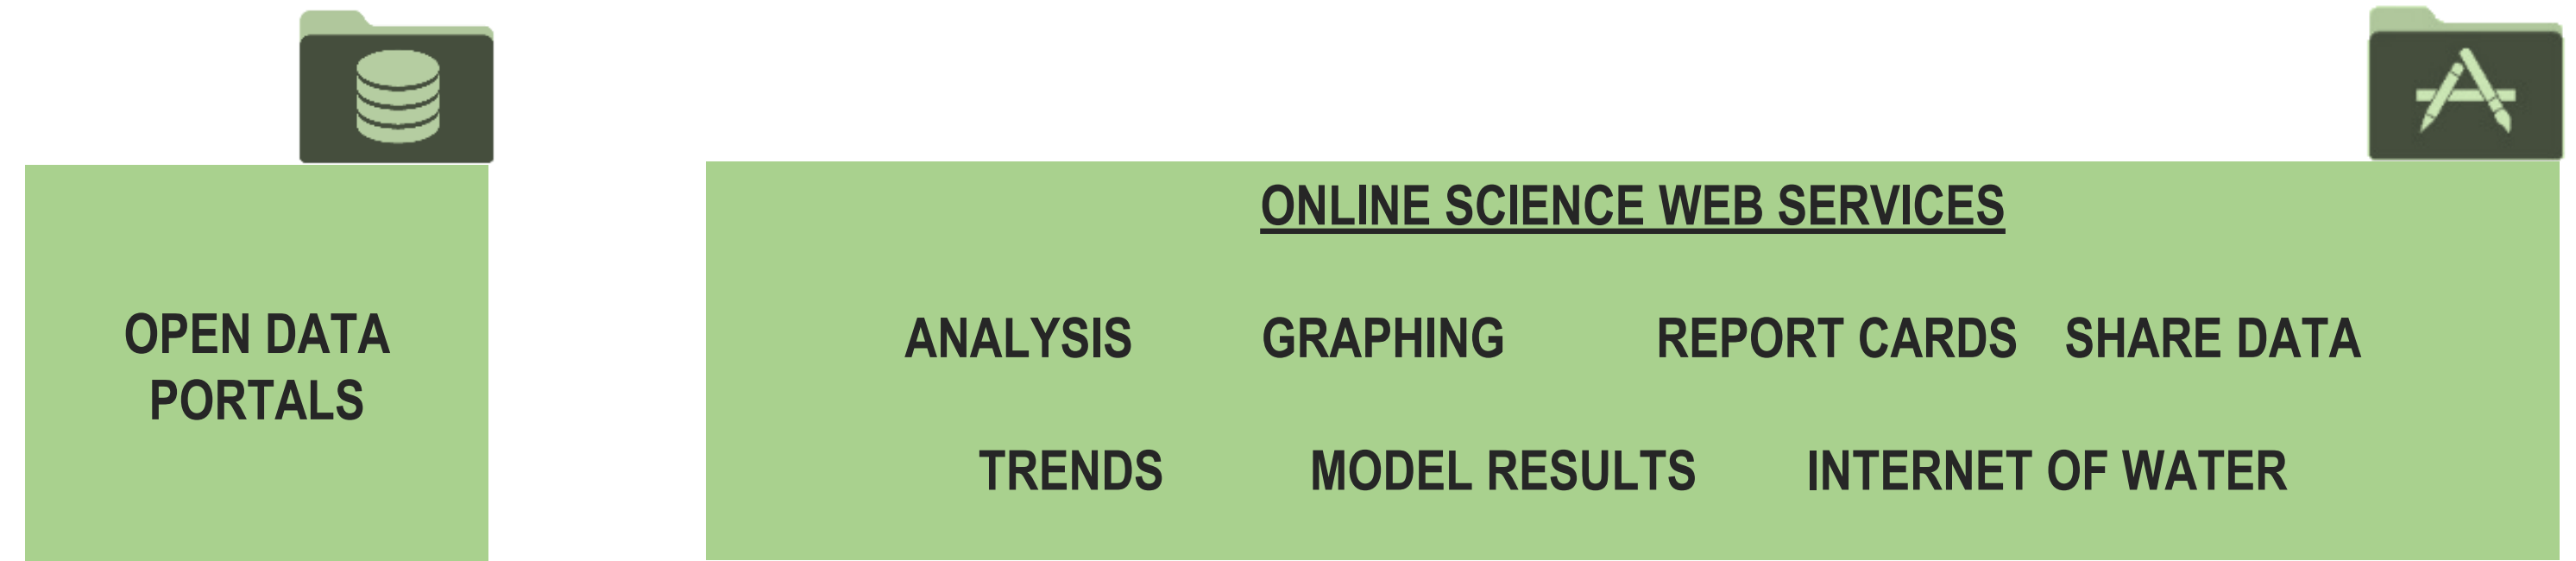 OPEN DATA
PORTALS
ONLINE SCIENCE WEB SERVICES
ANALYSIS GRAPHING REPORT CARDS SHARE DATA
TRENDS MODEL RESULTS INTERNET OF WATER